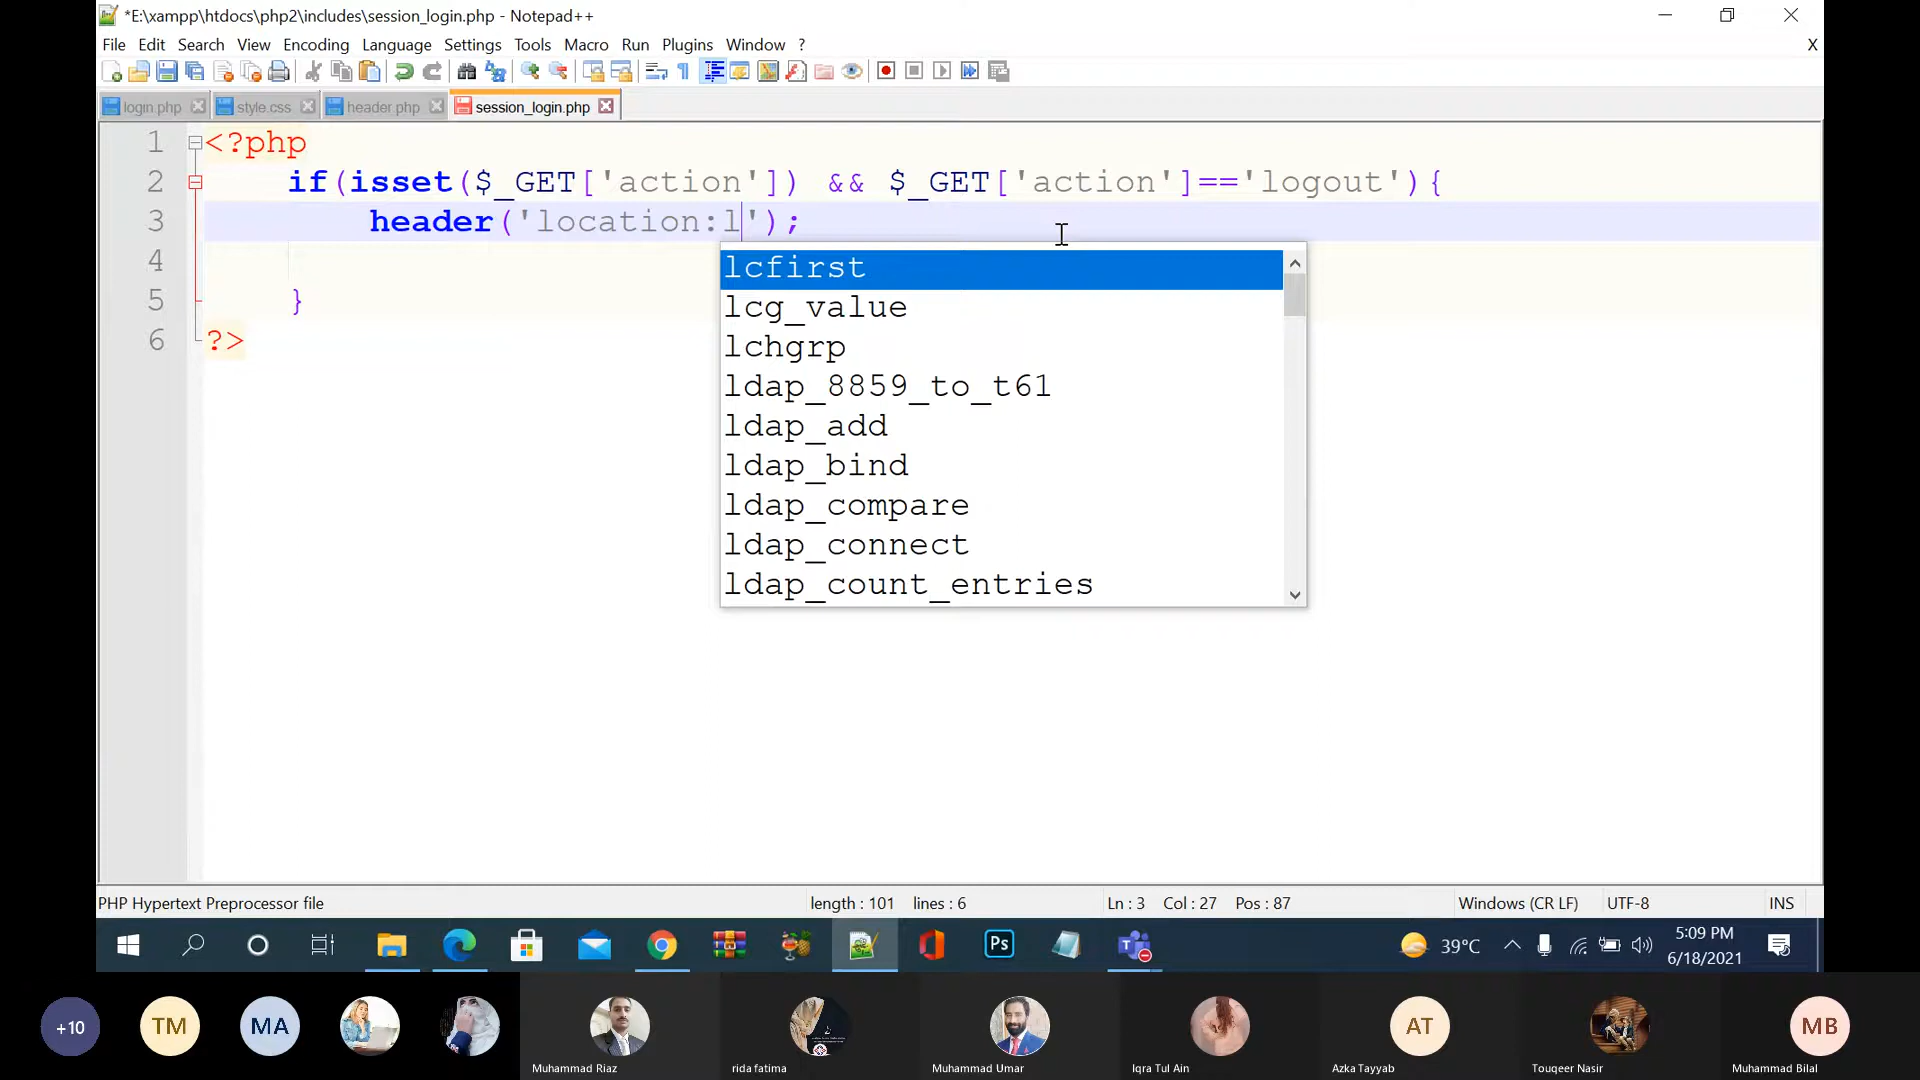 *E:\xampp\htdocs\php2\includes\session_login.php - Notepad++
File Edit Search View Encoding Language Settings Tools Macro Run Plugins Window ? X
login.php style.css header.php session_login.php
1 <?php
2 if(isset($_GET['action']) && $_GET['action']=='logout'){
3 header('location:l');
4
5 }
6 ?>
lcfirst
lcg_value
lchgrp
ldap_8859_to_t61
ldap_add
ldap_bind
ldap_compare
ldap_connect
ldap_count_entries
PHP Hypertext Preprocessor file length : 101 lines : 6 Ln : 3 Col : 27 Pos : 87 Windows (CR LF) UTF-8 INS
Ps 39°C 5:09 PM
6/18/2021
+10 TM MA AT MB
Muhammad Riaz rida fatima Muhammad Umar Iqra Tul Ain Azka Tayyab Touqeer Nasir Muhammad Bilal